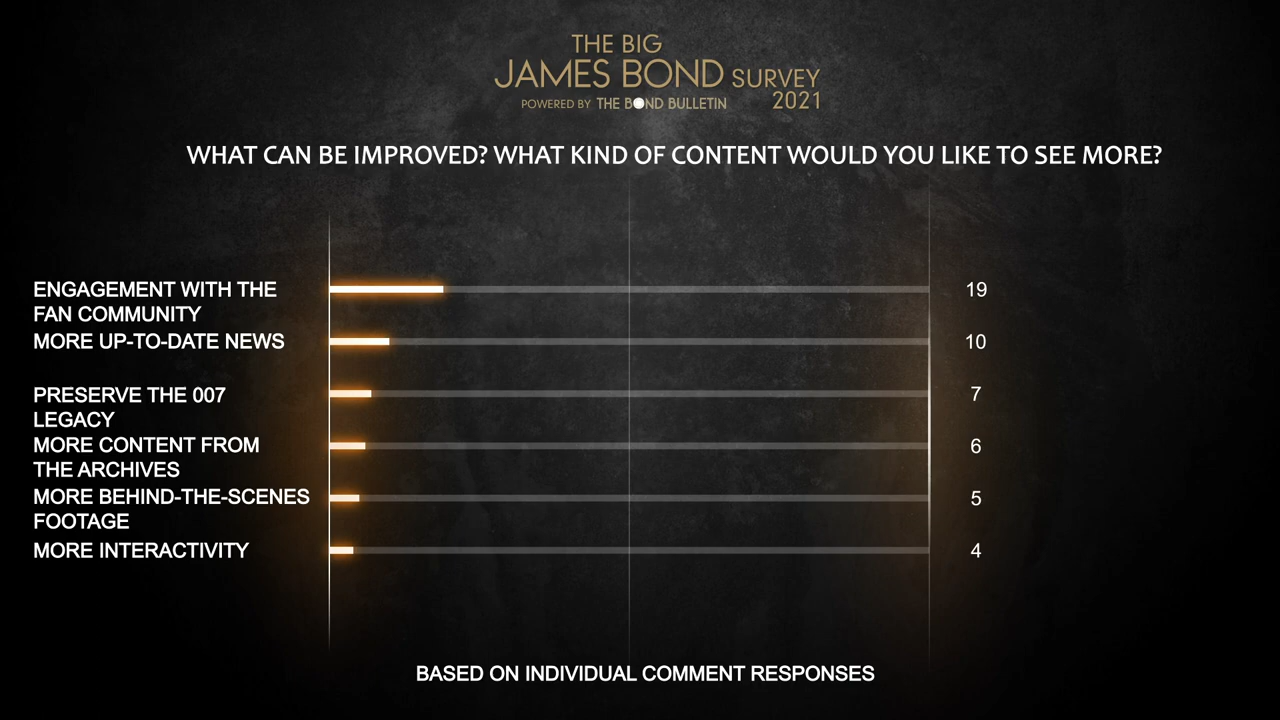 THE BIG
JAMES BOND SURVEY
POWERED BY THE BOND BULLETIN 2021
WHAT CAN BE IMPROVED? WHAT KIND OF CONTENT WOULD YOU LIKE TO SEE MORE?
ENGAGEMENT WITH THE
FAN COMMUNITY
19
MORE UP-TO-DATE NEWS
10
PRESERVE THE 007
LEGACY
7
MORE CONTENT FROM
THE ARCHIVES
6
MORE BEHIND-THE-SCENES
FOOTAGE
5
MORE INTERACTIVITY
4
BASED ON INDIVIDUAL COMMENT RESPONSES